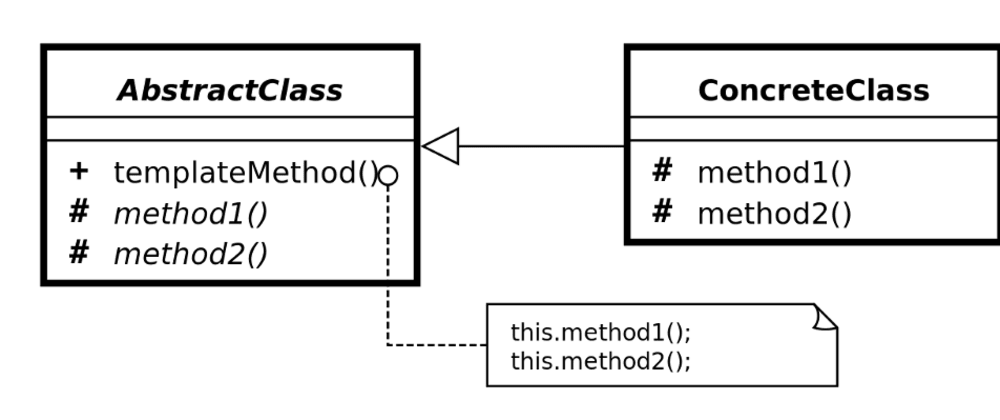 AbstractClass
+ templateMethod()
# method1()
# method2()
ConcreteClass
# method1()
# method2()
this.method1();
this.method2();